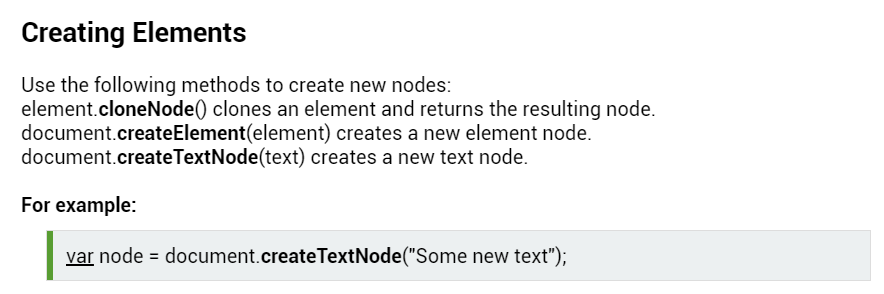 Creating Elements
Use the following methods to create new nodes:
element.cloneNode() clones an element and returns the resulting node.
document.createElement(element) creates a new element node.
document.createTextNode(text) creates a new text node.
For example:
var node = document.createTextNode("Some new text");